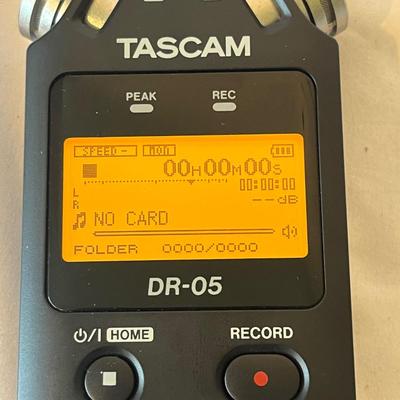 TASCAM
PEAK REC
SPEED - MON
00H00M00S
L 00:00:00
R --dB
NO CARD
FOLDER 0000/0000
DR-05
⏻/I HOME RECORD